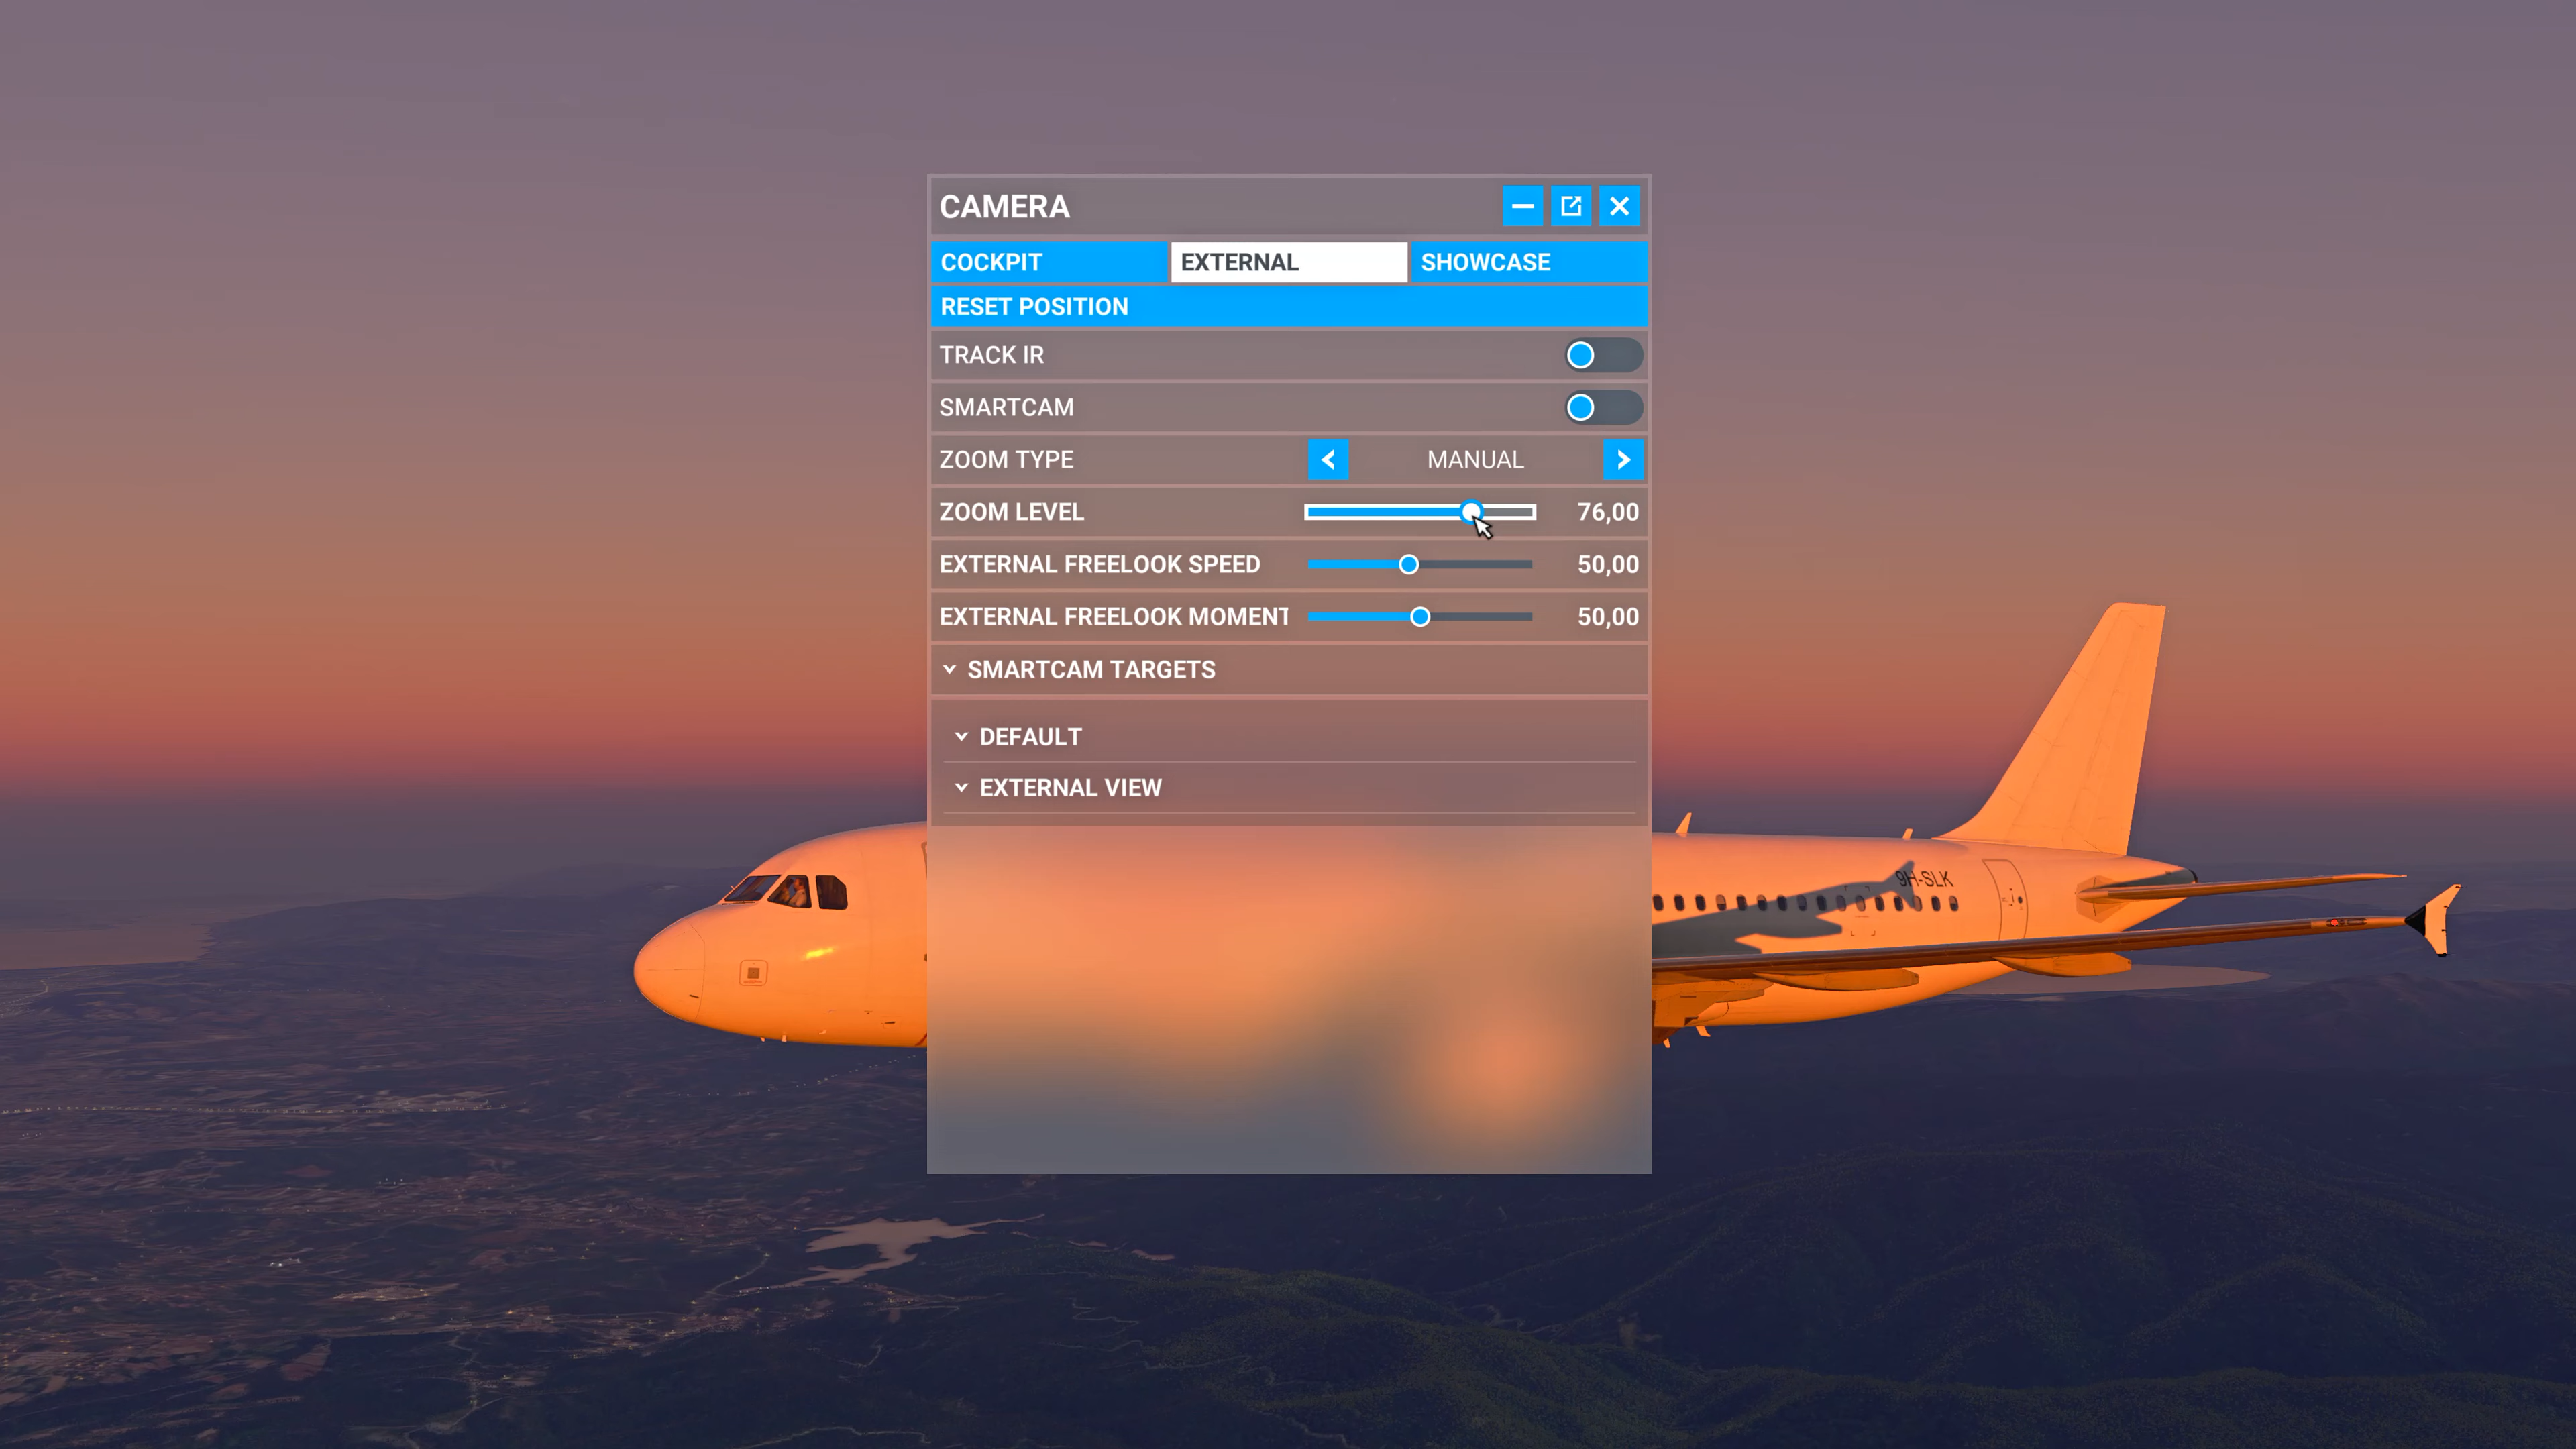 CAMERA
COCKPIT
EXTERNAL
SHOWCASE
RESET POSITION
TRACK IR
SMARTCAM
ZOOM TYPE
MANUAL
ZOOM LEVEL
76,00
EXTERNAL FREELOOK SPEED
50,00
EXTERNAL FREELOOK MOMENT
50,00
SMARTCAM TARGETS
DEFAULT
EXTERNAL VIEW
9H-SLK